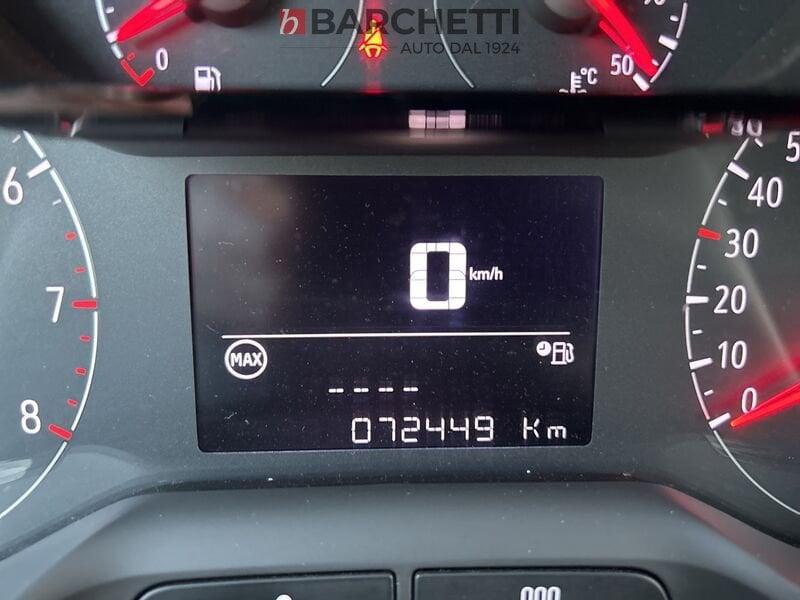 b BARCHETTI
AUTO DAL 1924
0
°C
50
6
7
8
0 km/h
MAX
-- -- -- --
072449 Km
50
40
30
20
10
0